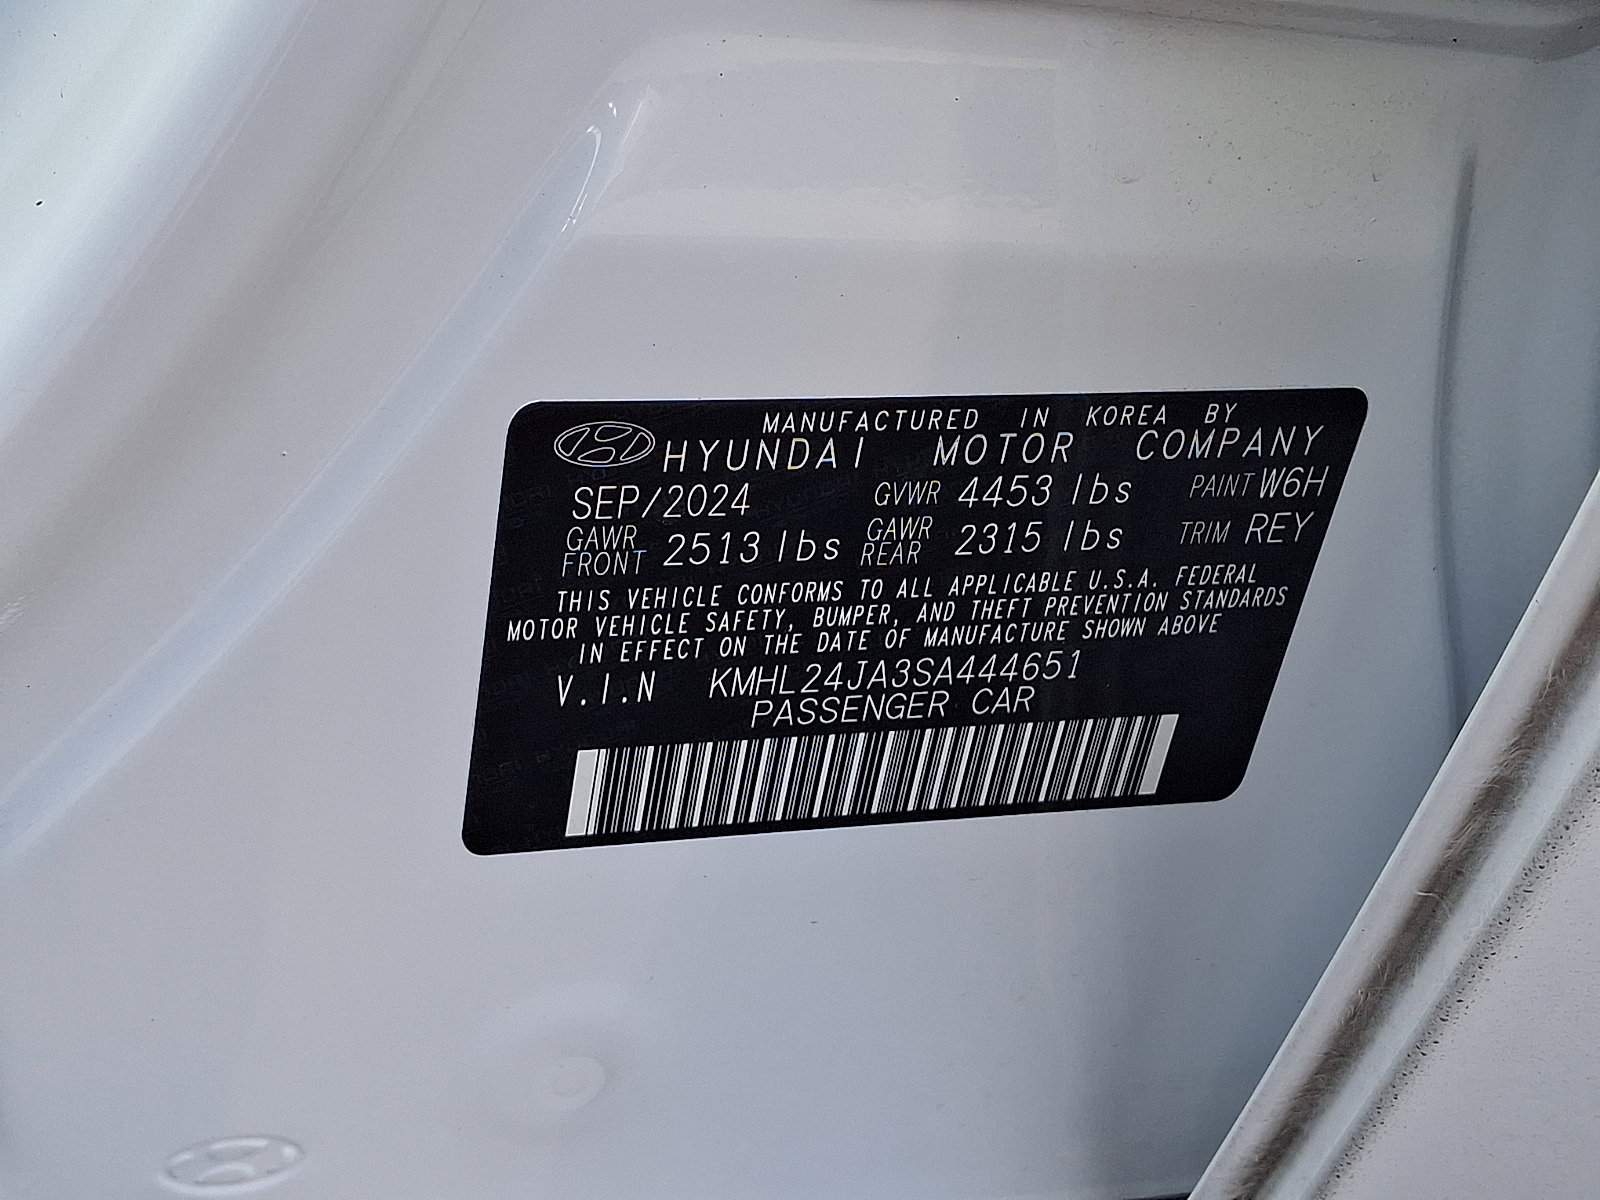 MANUFACTURED IN KOREA BY
HYUNDAI MOTOR COMPANY
SEP/2024 GVWR 4453 lbs PAINT W6H
GAWR FRONT 2513 lbs GAWR REAR 2315 lbs TRIM REY
THIS VEHICLE CONFORMS TO ALL APPLICABLE U.S.A. FEDERAL
MOTOR VEHICLE SAFETY, BUMPER, AND THEFT PREVENTION STANDARDS
IN EFFECT ON THE DATE OF MANUFACTURE SHOWN ABOVE
V.I.N KMHL24JA3SA444651
PASSENGER CAR